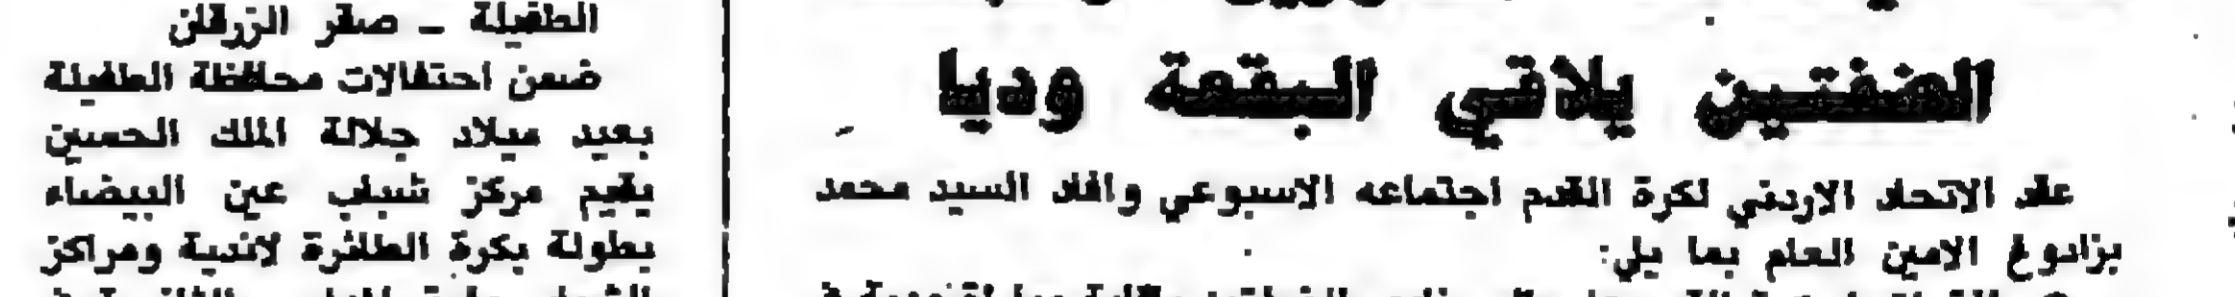 الضفتين يلاقي البقعة وديا
عقد الاتحاد الاردني لكرة القدم اجتماعه الاسبوعي وافاد السيد محمد
بزادوغ الامين العام بما يلي:
الطفيلة ـ صقر الزرقان
ضمن احتفالات محافظة الطفيلة
بعيد ميلاد جلالة الملك الحسين
يقيم مركز شباب عين البيضاء
بطولة بكرة الطائرة لاندية ومراكز